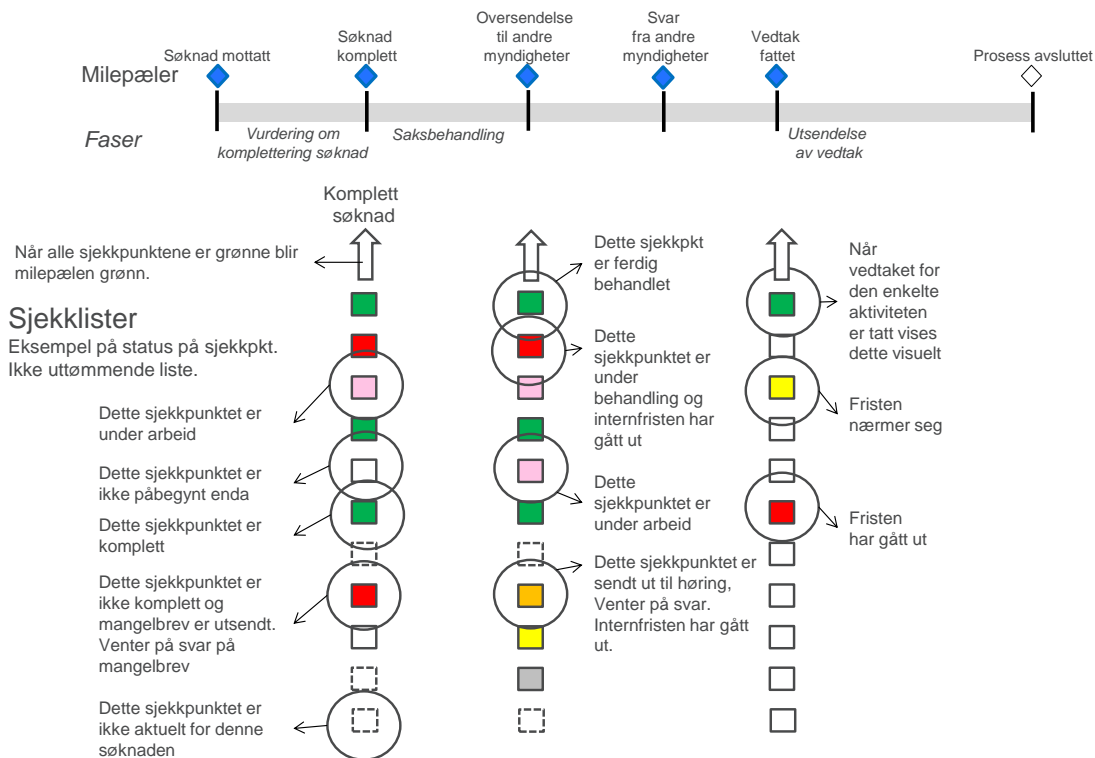 Oversendelse
til andre
myndigheter
Svar
fra andre
myndigheter
Søknad
komplett
Vedtak
fattet
Søknad mottatt
Prosess avsluttet
Milepæler
Faser
Vurdering om
komplettering søknad
Saksbehandling
Utsendelse
av vedtak
Komplett
søknad
Når alle sjekkpunktene er grønne blir
milepælen grønn.
Sjekklister
Eksempel på status på sjekkpkt.
Ikke uttømmende liste.
Dette sjekkpunktet er
under arbeid
Dette sjekkpunktet er
ikke påbegynt enda
Dette sjekkpunktet er
komplett
Dette sjekkpunktet er
ikke komplett og
mangelbrev er utsendt.
Venter på svar på
mangelbrev
Dette sjekkpunktet er
ikke aktuelt for denne
søknaden
Dette sjekkpkt
er ferdig
behandlet
Dette
sjekkpunktet er
under
behandling og
internfristen har
gått ut
Dette
sjekkpunktet er
under arbeid
Dette sjekkpunktet er
sendt ut til høring,
Venter på svar.
Internfristen har gått
ut.
Når
vedtaket for
den enkelte
aktiviteten
er tatt vises
dette visuelt
Fristen
nærmer seg
Fristen
har gått ut